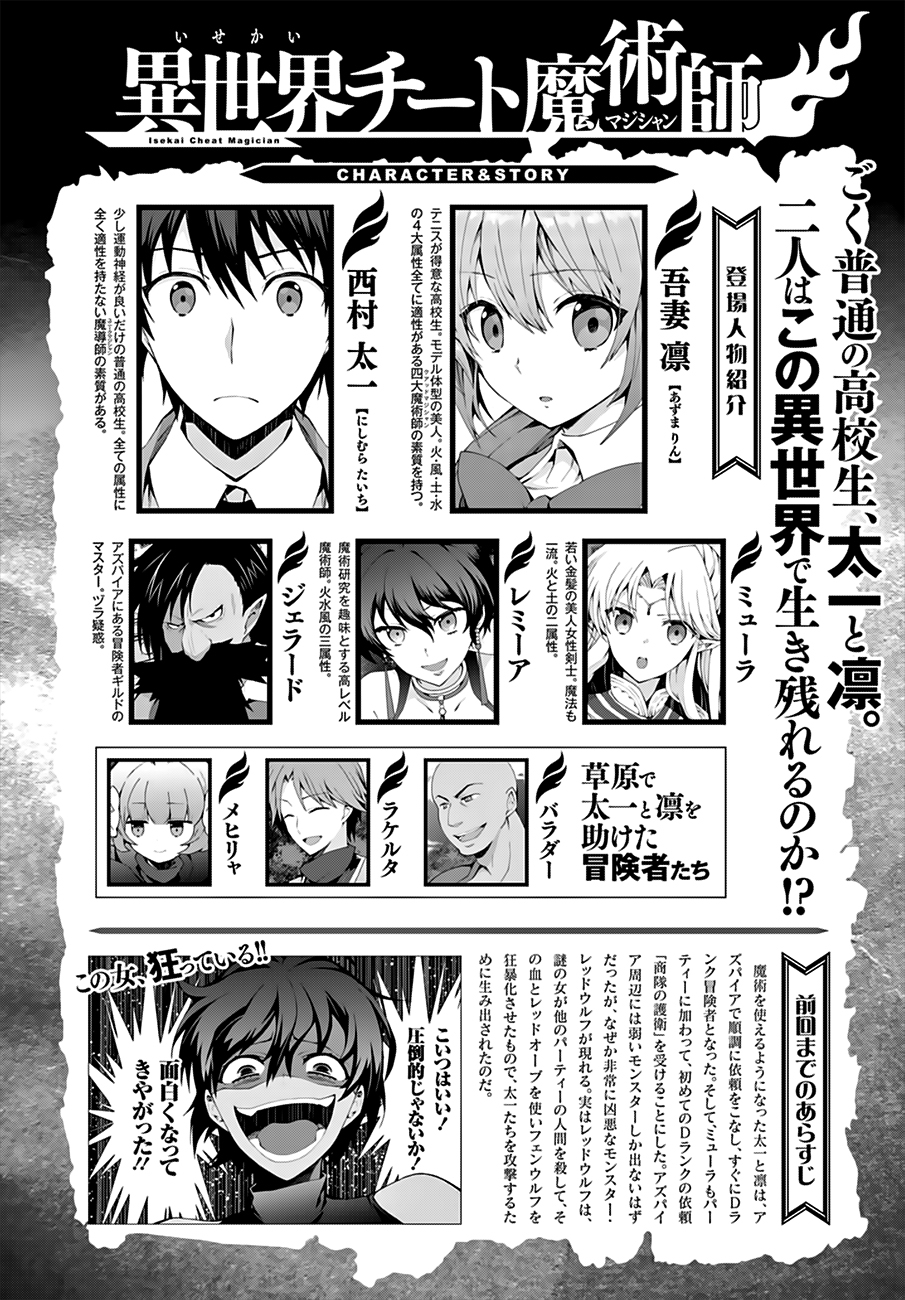 いせかい
異世界チート魔術師
マジシャン
Isekai Cheat Magician
CHARACTER&STORY
ごく普通の高校生、太一と凛。
二人はこの異世界で生き残れるのか!?
登場人物紹介
吾妻 凛【あずま りん】
テニスが得意な高校生。モデル体型の美人。火・風・土・水
の4大属性全てに適性がある四大魔術師の素質を持つ。
クアッドマジシャン
西村 太一【にしむら たいち】
少し運動神経が良いだけの普通の高校生。全ての属性に
全く適性を持たない魔導師の素質がある。
ミューラ
若い金髪の美人女性剣士。魔法も
一流。火と土の二属性。
レミーア
魔術研究を趣味とする高レベル
魔術師。火水風の三属性。
ジェラード
アズパイアにある冒険者ギルドの
マスター。ヅラ疑惑。
草原で
太一と凛を
助けた
冒険者たち
バラダー
ラケルタ
メヒリャ
前回までのあらすじ
魔術を使えるようになった太一と凛は、ア
ズパイアで順調に依頼をこなし、すぐにDラ
ンク冒険者となった。そして、ミューラもパー
ティーに加わって、初めてのDランクの依頼
「商隊の護衛」を受けることにした。アズパイ
ア周辺には弱いモンスターしか出ないはず
だったが、なぜか非常に凶悪なモンスター・
レッドウルフが現れる。実はレッドウルフは、
謎の女が他のパーティーの人間を殺して、そ
の血とレッドオーブを使いフェンウルフを
狂暴化させたもので、太一たちを攻撃するた
めに生み出されたのだ。
この女、狂っている!!
こいつはいい!
圧倒的じゃないか!
面白くなって
きやがった!!